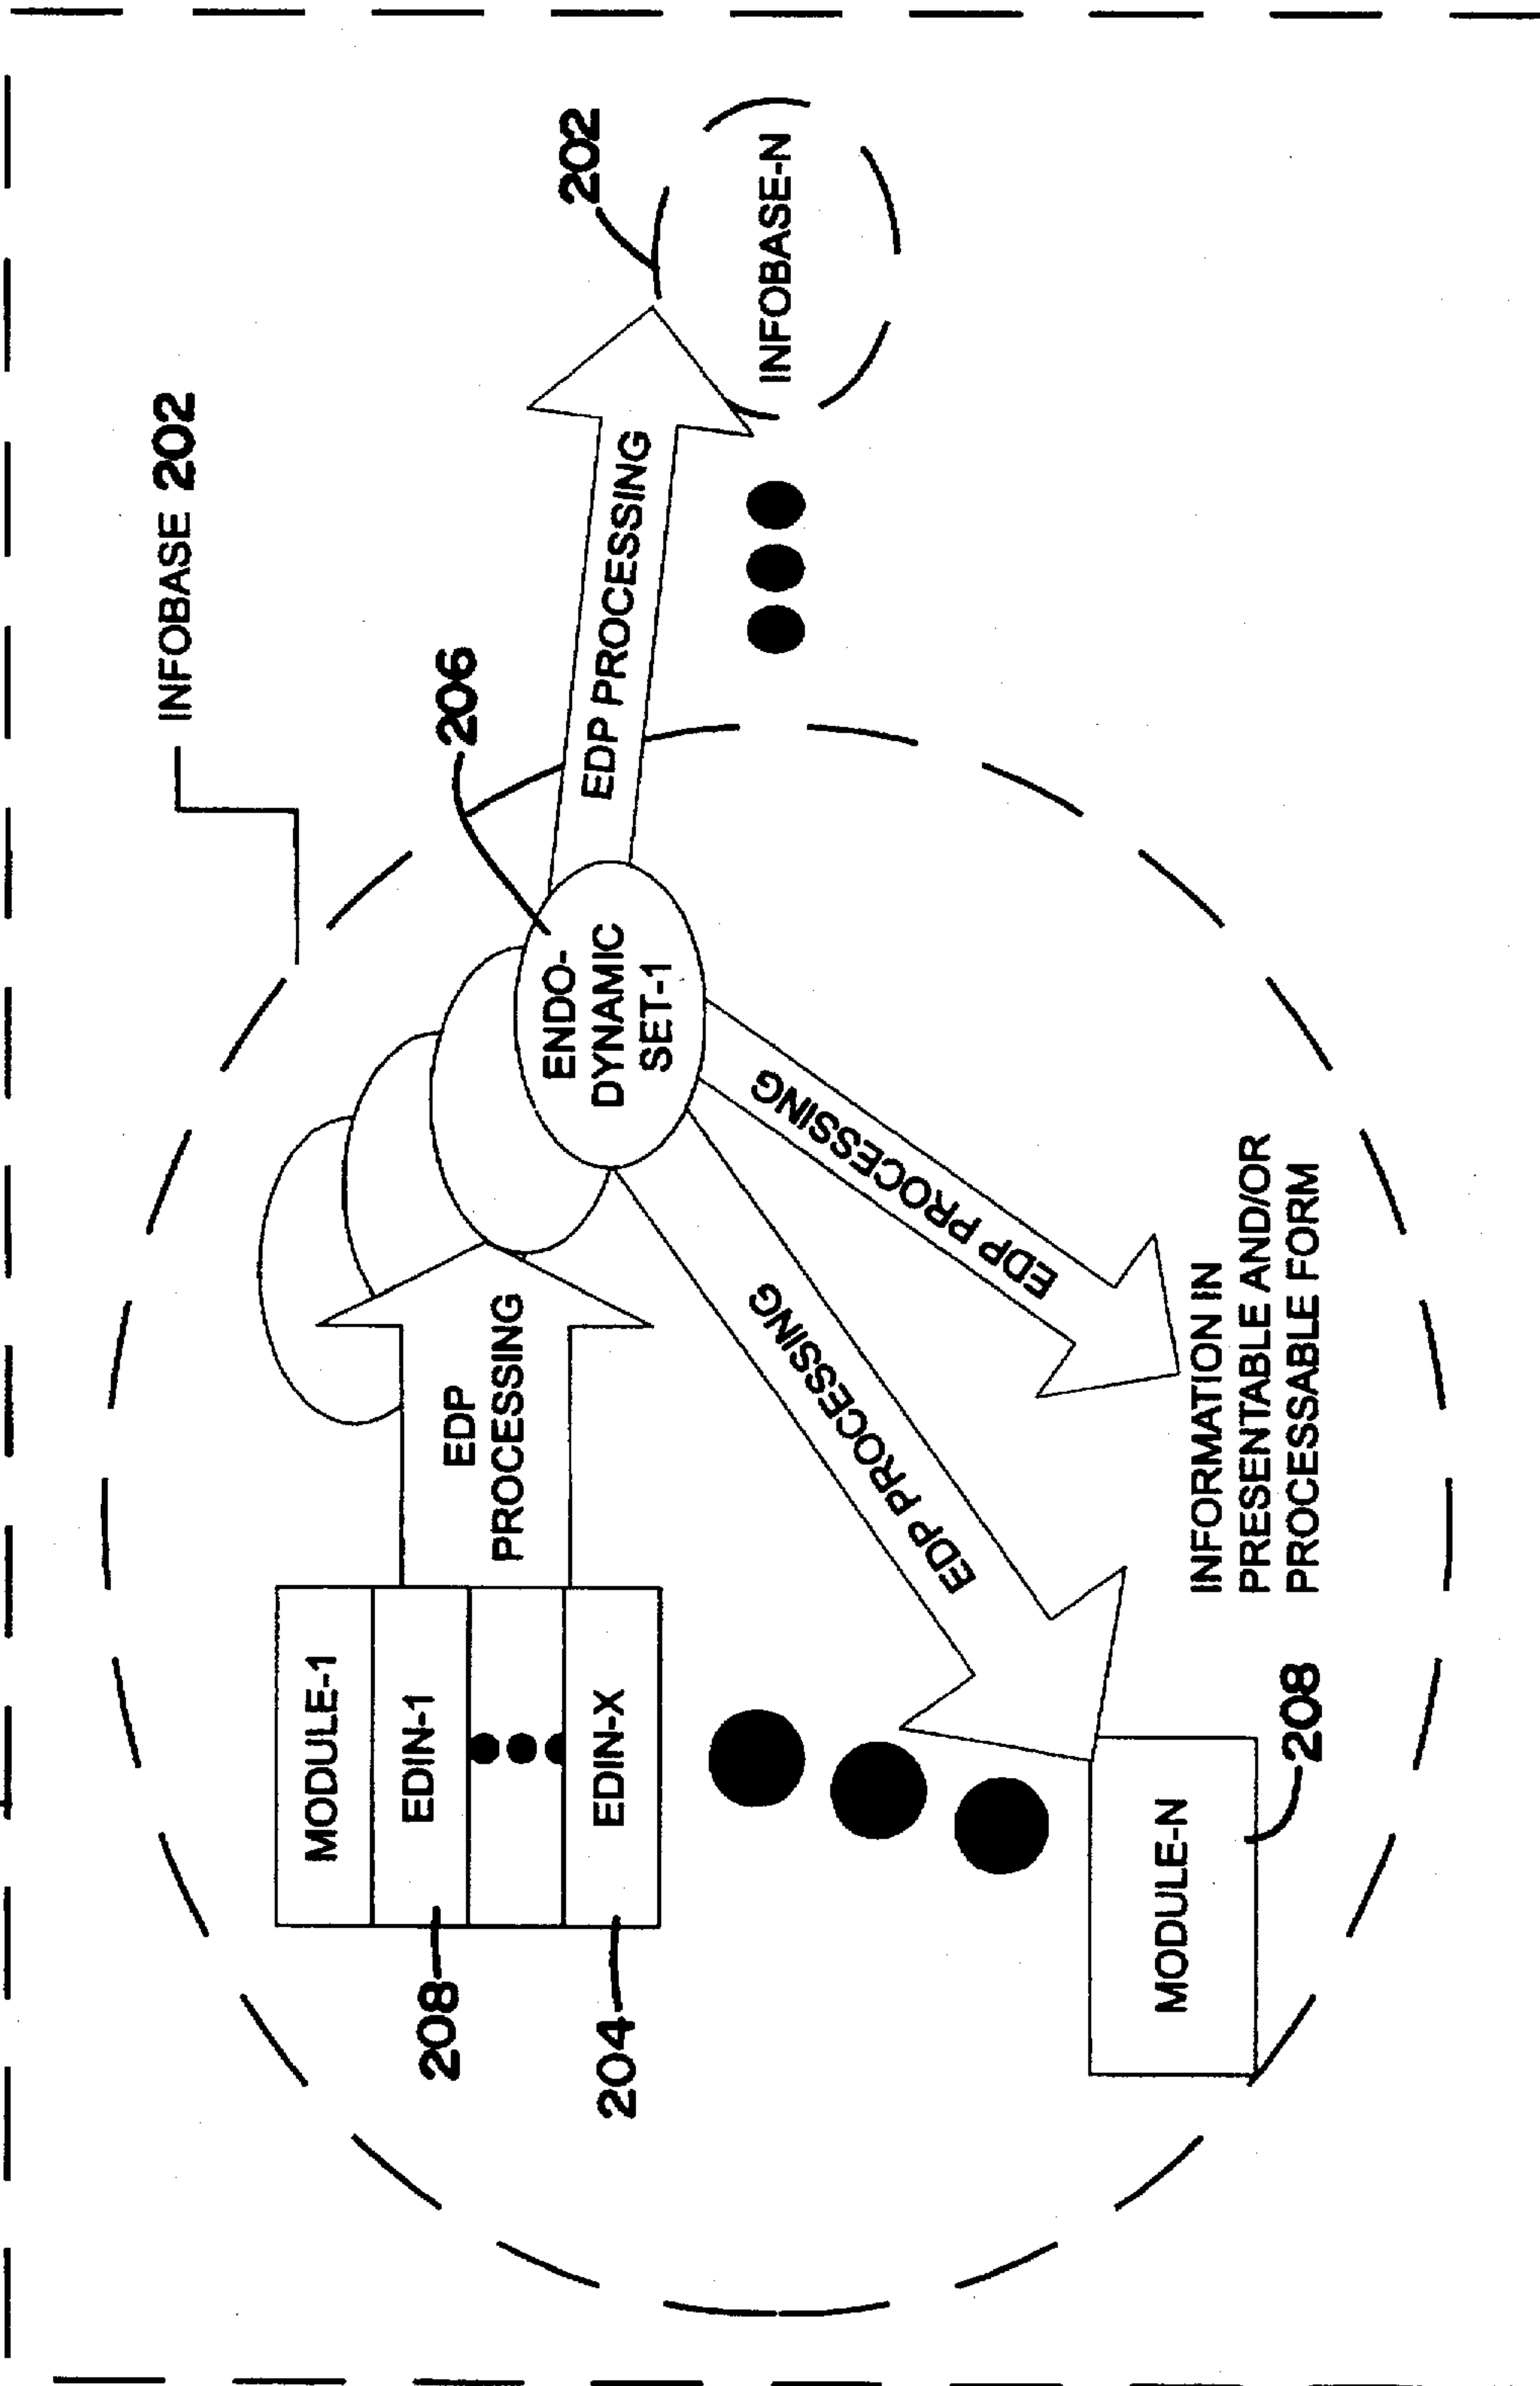 INFOBASE 202
206
202
MODULE-1
EDIN-1
EDIN-X
208
204
EDP
PROCESSING
ENDO-
DYNAMIC
SET-1
EDP PROCESSING
INFOBASE-N
EDP PROCESSING
EDP PROCESSING
MODULE-N
208
INFORMATION IN
PRESENTABLE AND/OR
PROCESSABLE FORM